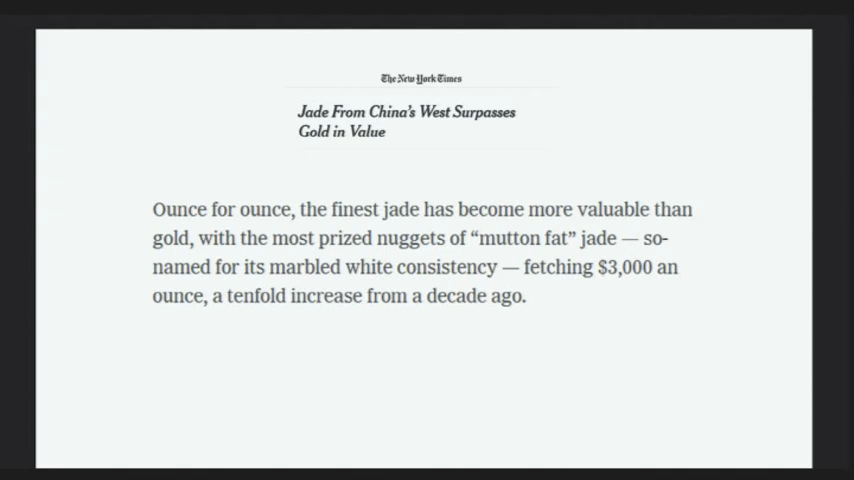 The New York Times
Jade From China's West Surpasses
Gold in Value
Ounce for ounce, the finest jade has become more valuable than
gold, with the most prized nuggets of “mutton fat” jade — so-
named for its marbled white consistency — fetching $3,000 an
ounce, a tenfold increase from a decade ago.